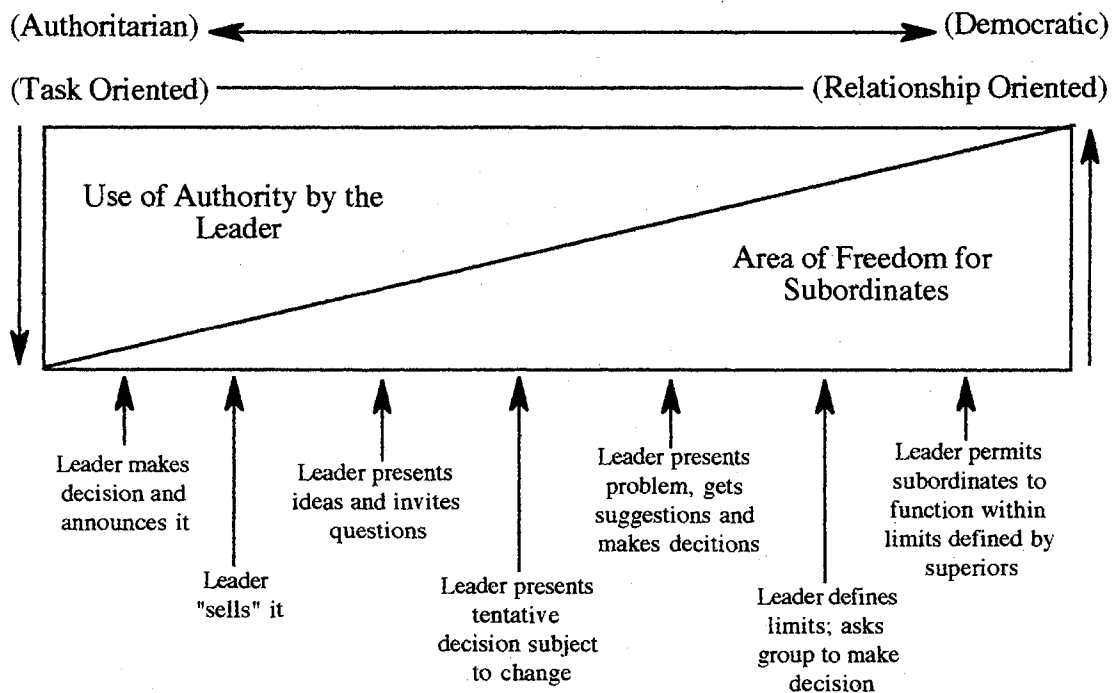 (Authoritarian) (Democratic)
(Task Oriented) (Relationship Oriented)
Use of Authority by the
Leader
Area of Freedom for
Subordinates
Leader makes
decision and
announces it
Leader
"sells" it
Leader presents
ideas and invites
questions
Leader presents
tentative
decision subject
to change
Leader presents
problem, gets
suggestions and
makes decitions
Leader defines
limits; asks
group to make
decision
Leader permits
subordinates to
function within
limits defined by
superiors